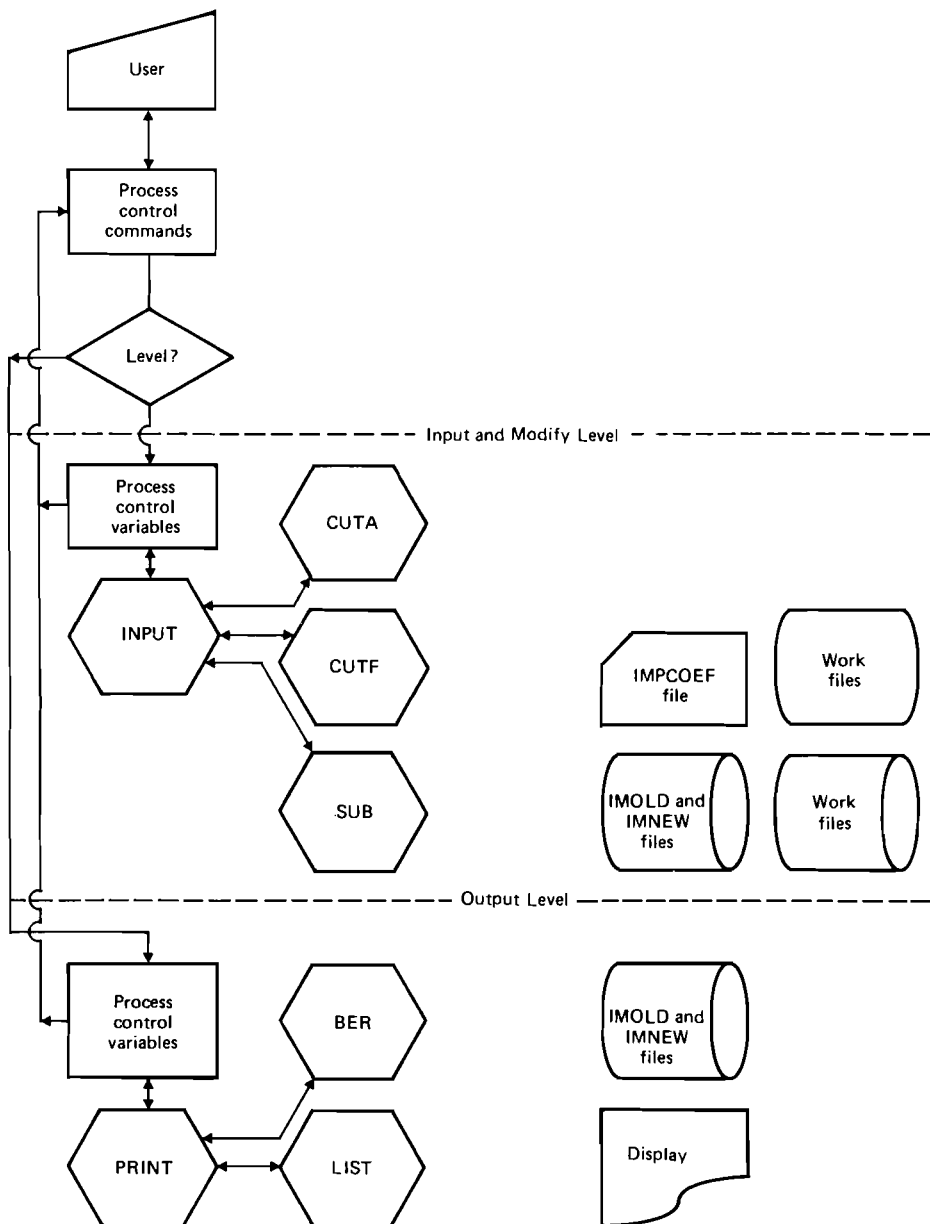 User
Process
control
commands
Level?
Input and Modify Level
Process
control
variables
CUTA
INPUT
CUTF
IMPCOEF
file
Work
files
SUB
IMOLD and
IMNEW
files
Work
files
Output Level
Process
control
variables
BER
IMOLD and
IMNEW
files
PRINT
LIST
Display